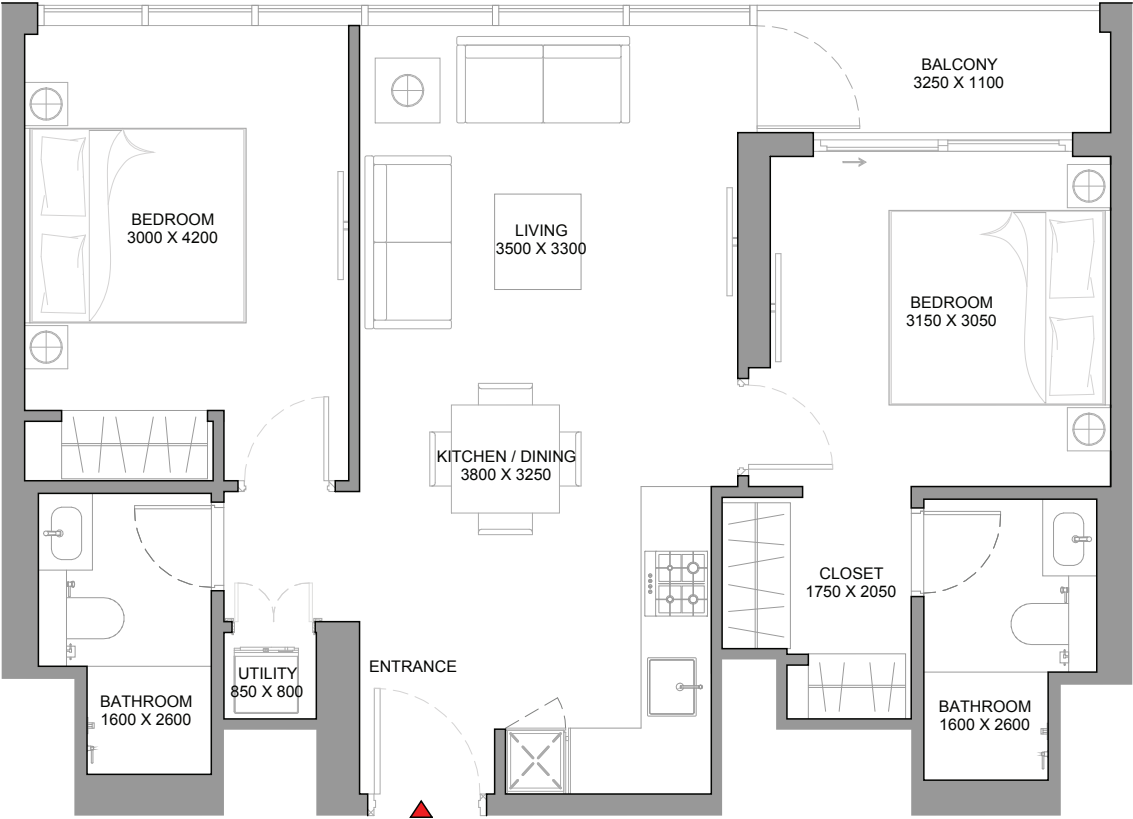 BALCONY
3250 X 1100
BEDROOM
3000 X 4200
LIVING
3500 X 3300
BEDROOM
3150 X 3050
KITCHEN / DINING
3800 X 3250
CLOSET
1750 X 2050
ENTRANCE
UTILITY
850 X 800
BATHROOM
1600 X 2600
BATHROOM
1600 X 2600